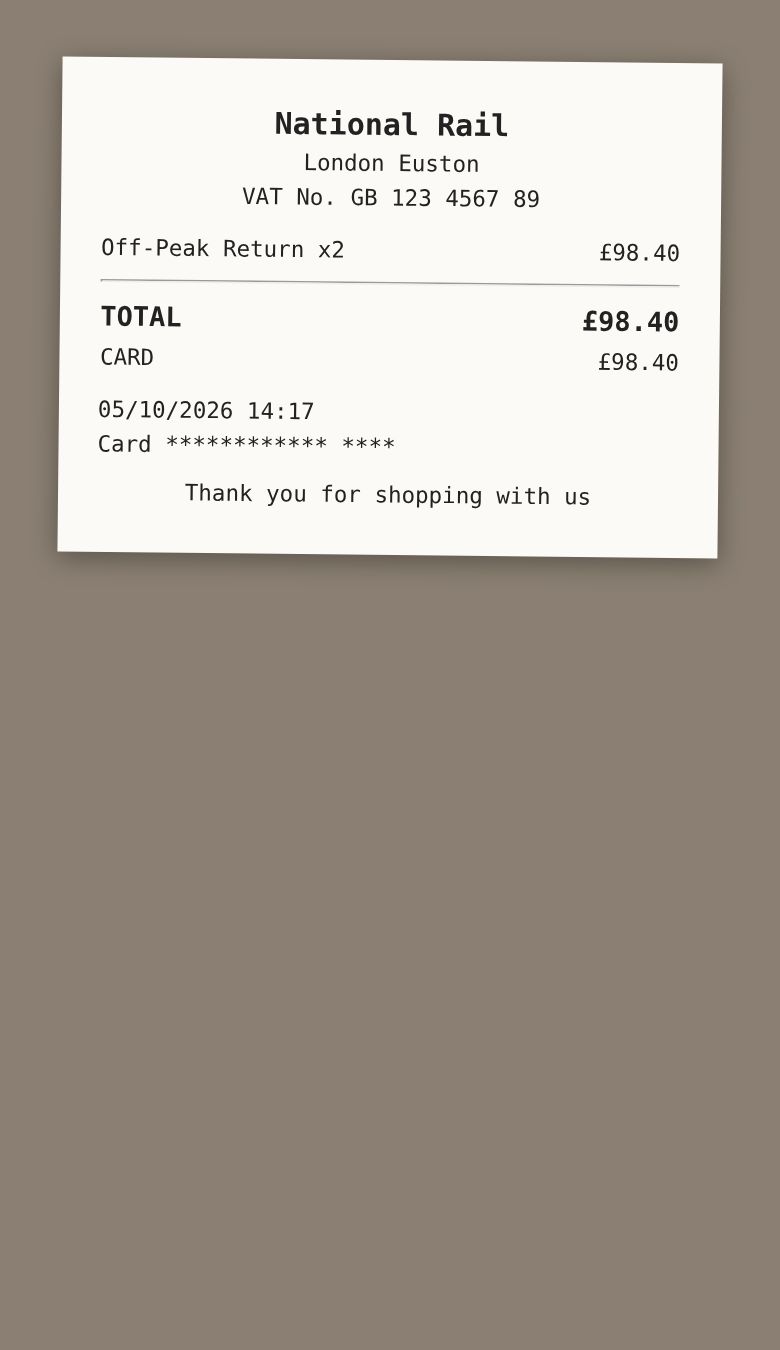 National Rail
London Euston
VAT No. GB 123 4567 89
Off-Peak Return x2 £98.40
TOTAL £98.40
CARD £98.40
05/10/2026 14:17
Card ************ ****
Thank you for shopping with us